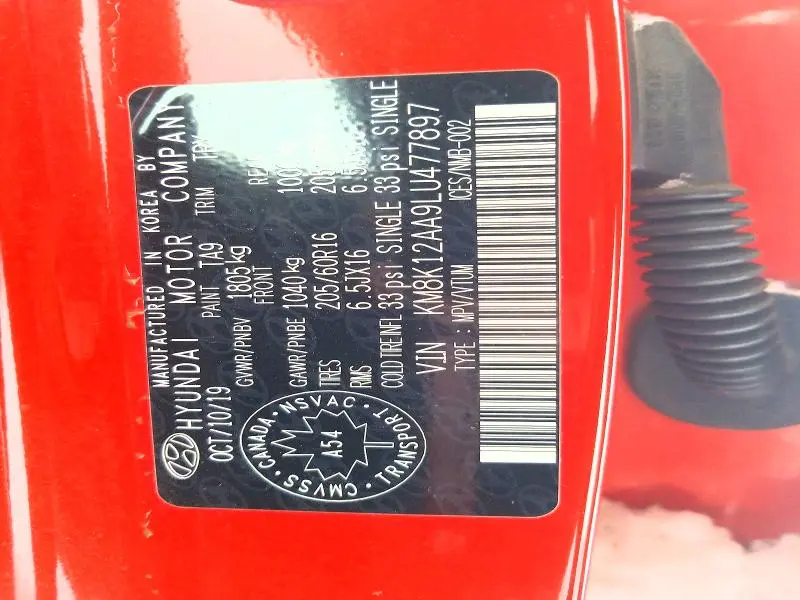 MANUFACTURED IN KOREA BY
HYUNDAI MOTOR COMPANY
OCT/10/19 PAINT TA9 TRIM
GVWR/PNBV 1805kg
FRONT
GAWR/PNBE 1040kg
TIRES 205/60R16
RMS 6.5JX16
COLD TIRE INFL 33 psi SINGLE 33 psi SINGLE
VIN KM8K12AA9LU477897
TYPE : MPV/VTUM ICES/NMB-002
CMVSS · CANADA · NSVAC · TRANSPORT ·
A54